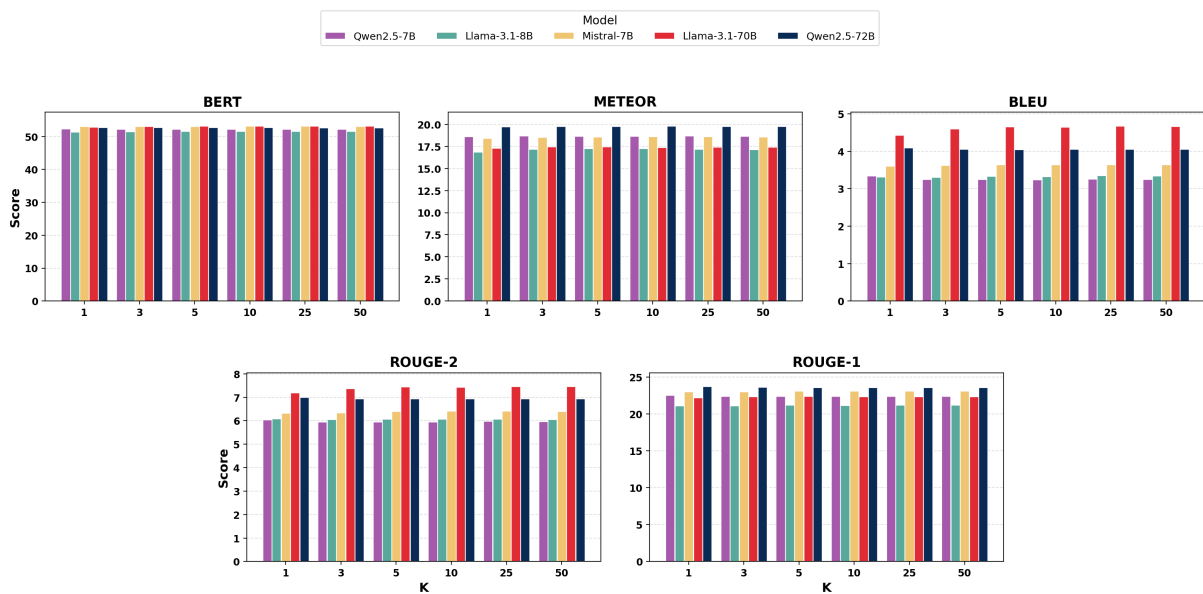 Model
Qwen2.5-7B Llama-3.1-8B Mistral-7B Llama-3.1-70B Qwen2.5-72B
BERT
Score
50
40
30
20
10
0
1 3 5 10 25 50
METEOR
20.0
17.5
15.0
12.5
10.0
7.5
5.0
2.5
0.0
1 3 5 10 25 50
BLEU
5
4
3
2
1
0
1 3 5 10 25 50
ROUGE-2
Score
8
7
6
5
4
3
2
1
0
1 3 5 10 25 50
K
ROUGE-1
25
20
15
10
5
0
1 3 5 10 25 50
K